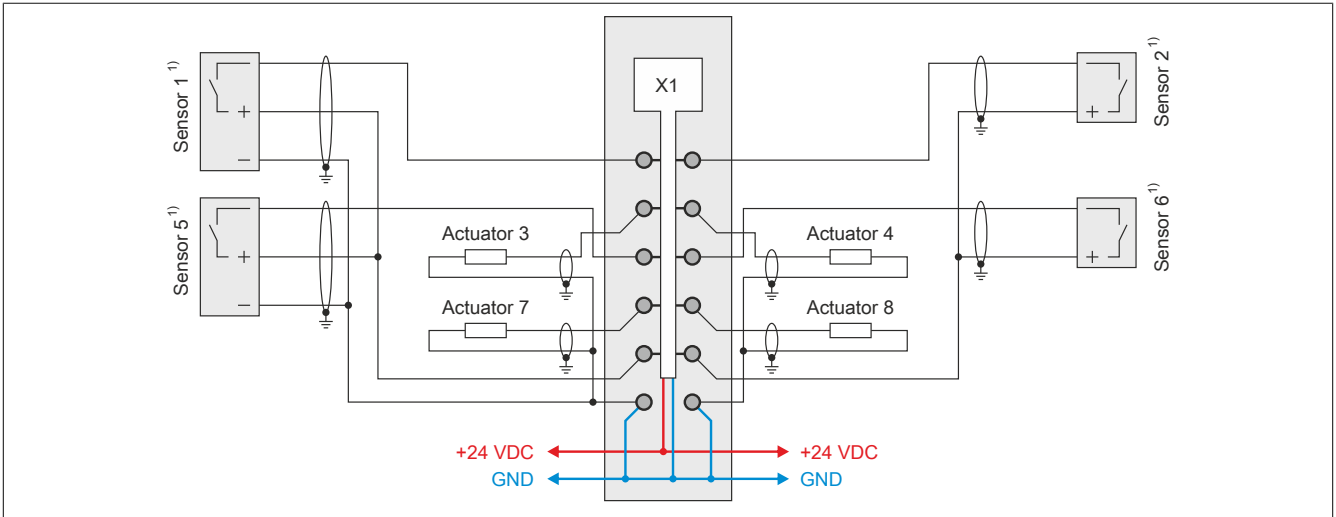 X1
Sensor 1 1)
+
–
Sensor 2 1)
+
Sensor 5 1)
+
–
Sensor 6 1)
+
Actuator 3
Actuator 4
Actuator 7
Actuator 8
+24 VDC
+24 VDC
GND
GND